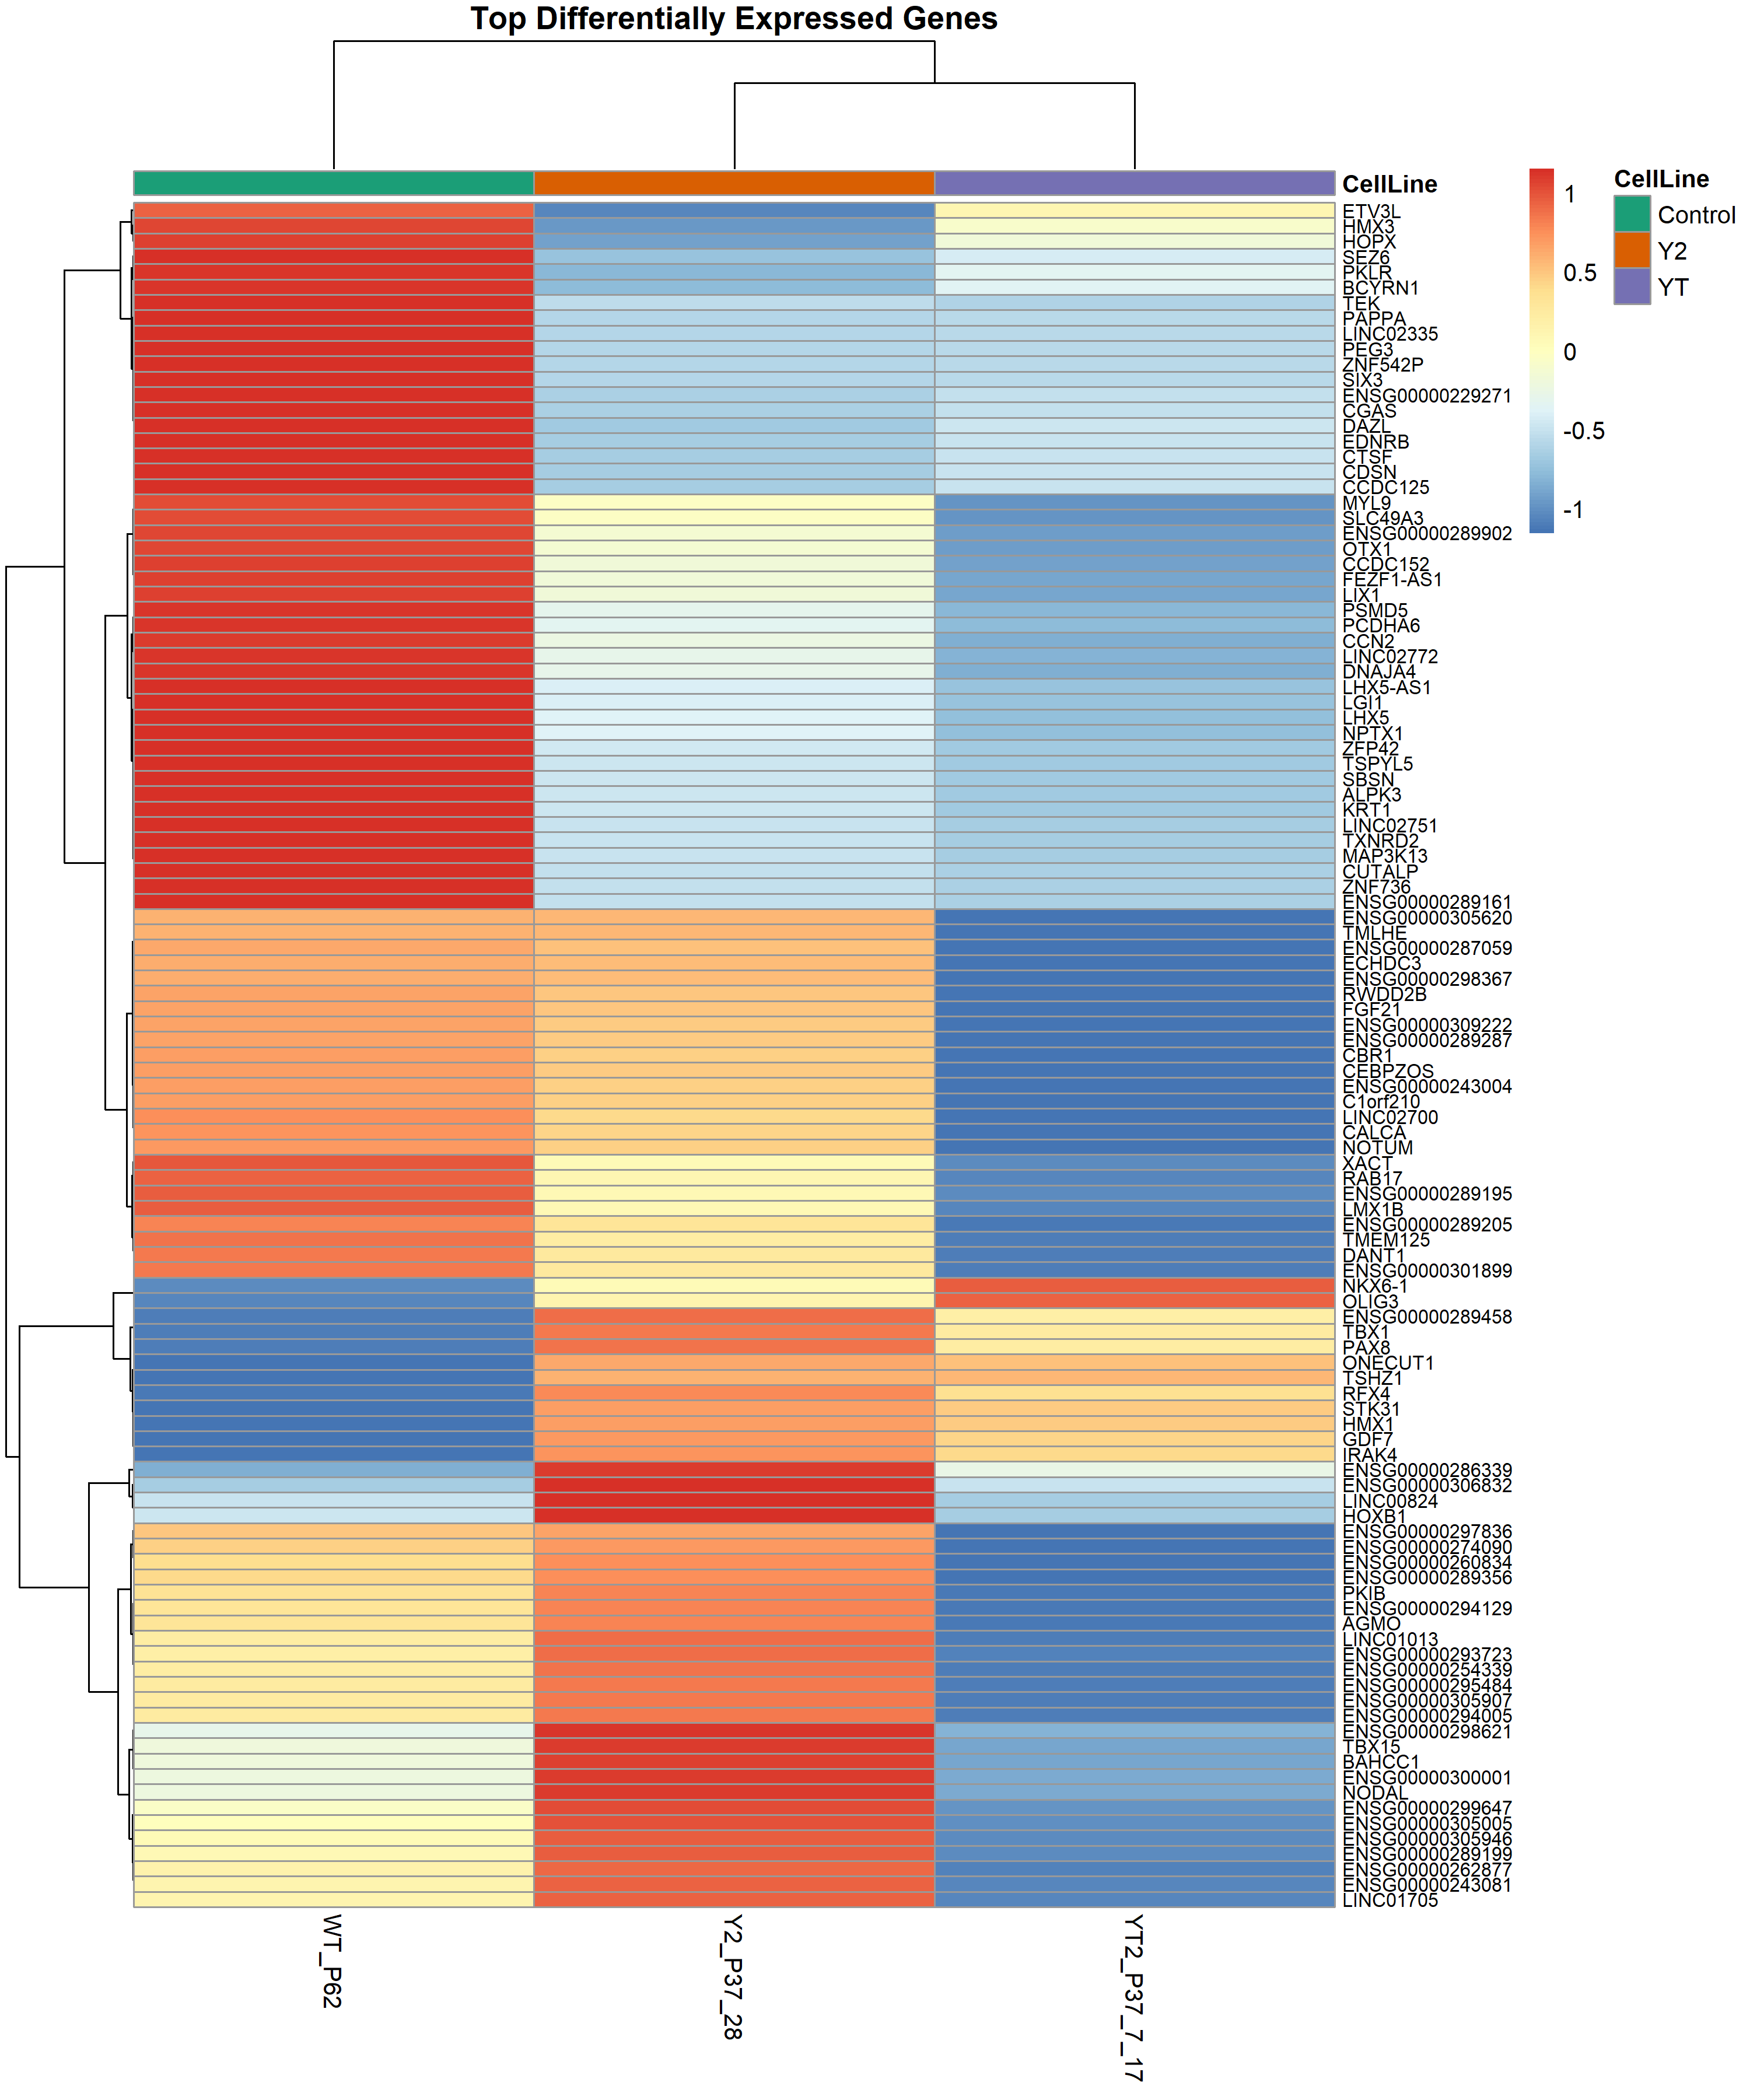 Top Differentially Expressed Genes
CellLine
ETV3L
HMX3
HOPX
SEZ6
PKLR
BCYRN1
TEK
PAPPA
LINC02335
PEG3
ZNF542P
SIX3
ENSG00000229271
CGAS
DAZL
EDNRB
CTSF
CDSN
CCDC125
MYL9
SLC49A3
ENSG00000289902
OTX1
CCDC152
FEZF1-AS1
LIX1
PSMD5
PCDHA6
CCN2
LINC02772
DNAJA4
LHX5-AS1
LGI1
LHX5
NPTX1
ZFP42
TSPYL5
SBSN
ALPK3
KRT1
LINC02751
TXNRD2
MAP3K13
CUTALP
ZNF736
ENSG00000289161
ENSG00000305620
TMLHE
ENSG00000287059
ECHDC3
ENSG00000298367
RWDD2B
FGF21
ENSG00000309222
ENSG00000289287
CBR1
CEBPZOS
ENSG00000243004
C1orf210
LINC02700
CALCA
NOTUM
XACT
RAB17
ENSG00000289195
LMX1B
ENSG00000289205
TMEM125
DANT1
ENSG00000301899
NKX6-1
OLIG3
ENSG00000289458
TBX1
PAX8
ONECUT1
TSHZ1
RFX4
STK31
HMX1
GDF7
IRAK4
ENSG00000286339
ENSG00000306832
LINC00824
HOXB1
ENSG00000297836
ENSG00000274090
ENSG00000260834
ENSG00000289356
PKIB
ENSG00000294129
AGMO
LINC01013
ENSG00000293723
ENSG00000254339
ENSG00000295484
ENSG00000305907
ENSG00000294005
ENSG00000298621
TBX15
BAHCC1
ENSG00000300001
NODAL
ENSG00000299647
ENSG00000305005
ENSG00000305946
ENSG00000289199
ENSG00000262877
ENSG00000243081
LINC01705
1
0.5
0
-0.5
-1
CellLine
Control
Y2
YT
WT_P62
Y2_P37_28
YT2_P37_7_17